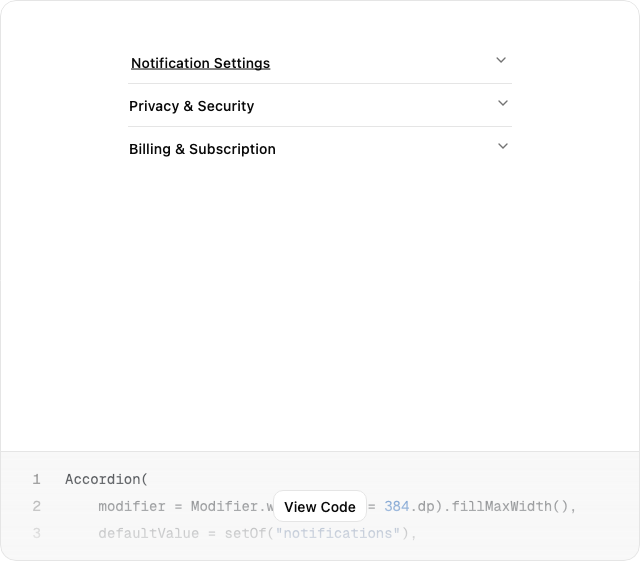 Notification Settings
Privacy & Security
Billing & Subscription
1 Accordion(
2 modifier = Modifier.w = 384.dp).fillMaxWidth(),
View Code
3 defaultValue = setOf("notifications"),